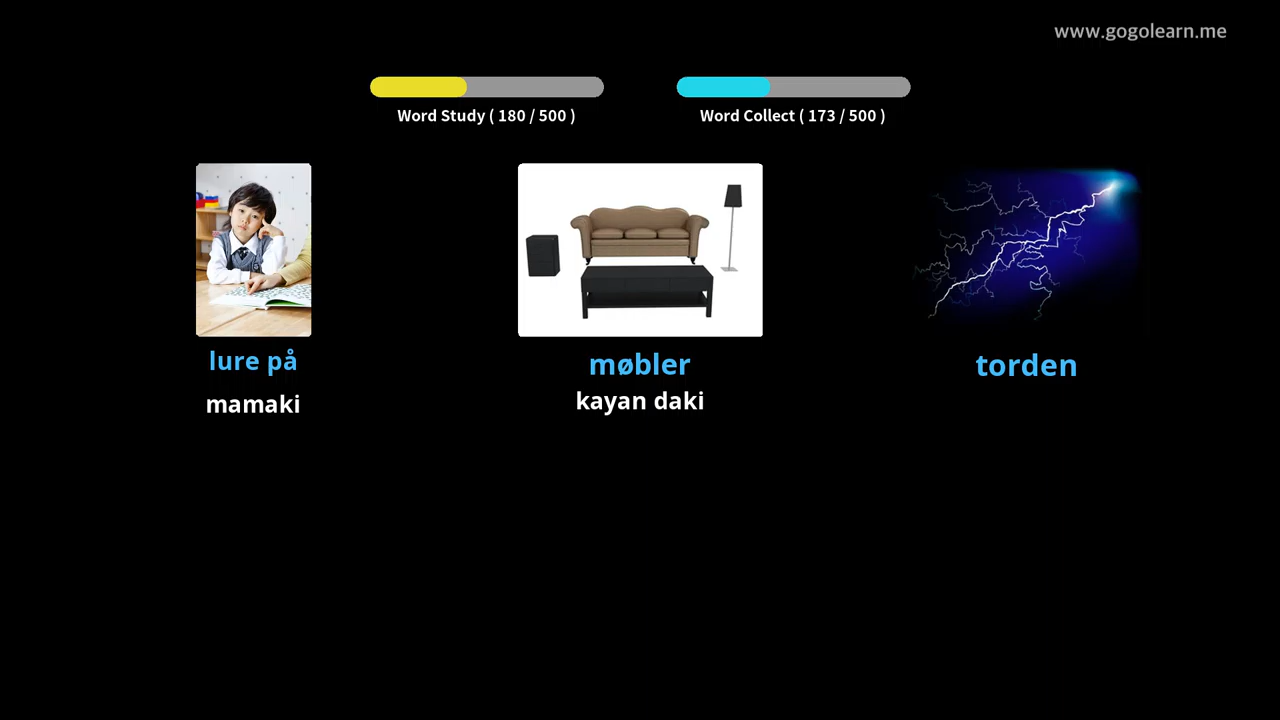 www.gogolearn.me
Word Study ( 180 / 500 )
Word Collect ( 173 / 500 )
lure på
møbler
torden
mamaki
kayan daki